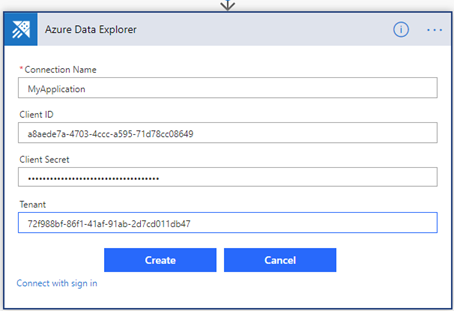 Azure Data Explorer
* Connection Name
MyApplication
Client ID
a8aede7a-4703-4ccc-a595-71d78cc08649
Client Secret
••••••••••••••••••••••••••••••••••••
Tenant
72f988bf-86f1-41af-91ab-2d7cd011db47
Create Cancel
Connect with sign in